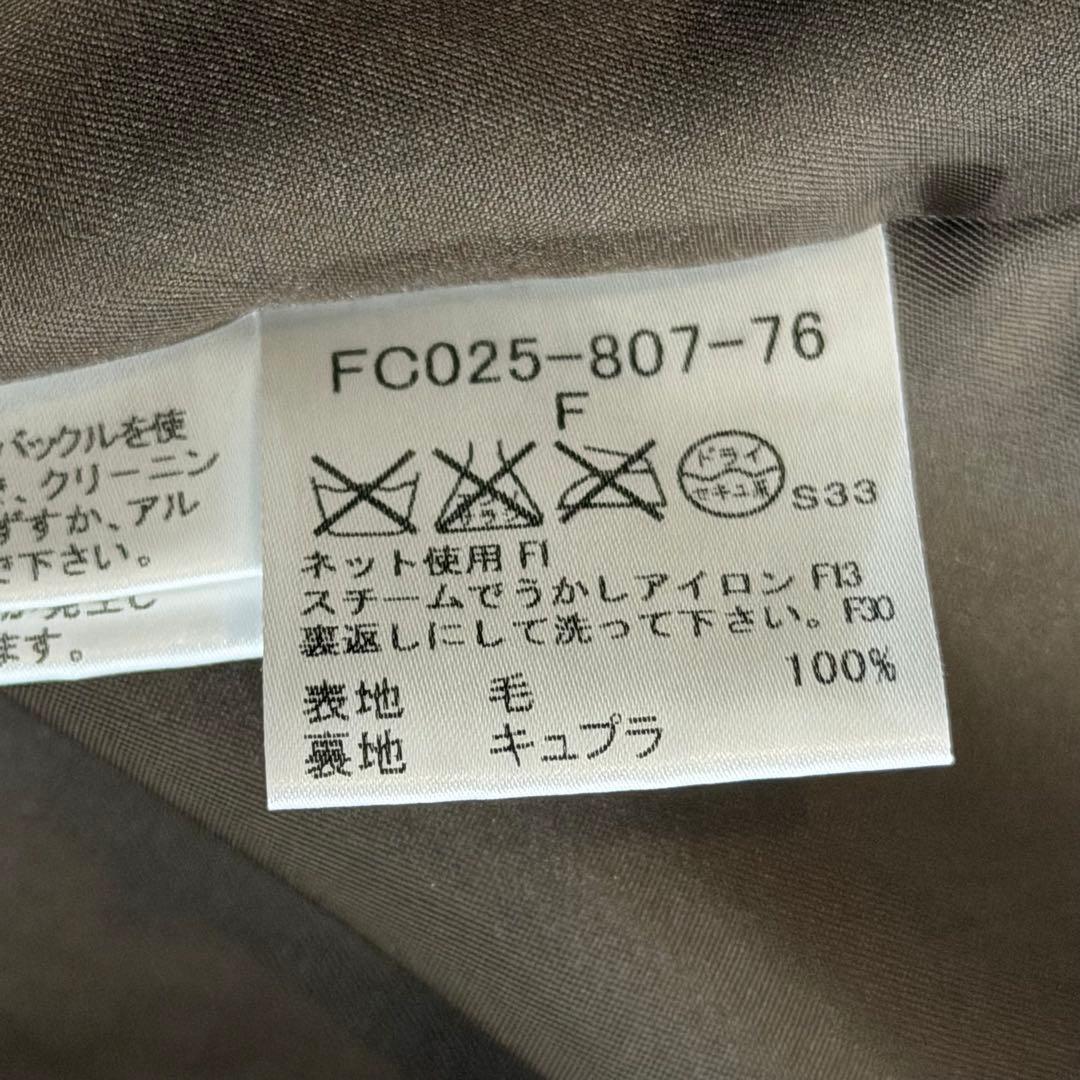 FC025-807-76
F
ドライ
セキユ系
S33
ネット使用 F1
スチームでうかしアイロン F13
裏返しにして洗って下さい。F30
表地 毛 100%
裏地 キュプラ
バックルを使
、クリーニン
ずすか、アル
で下さい。
ます。